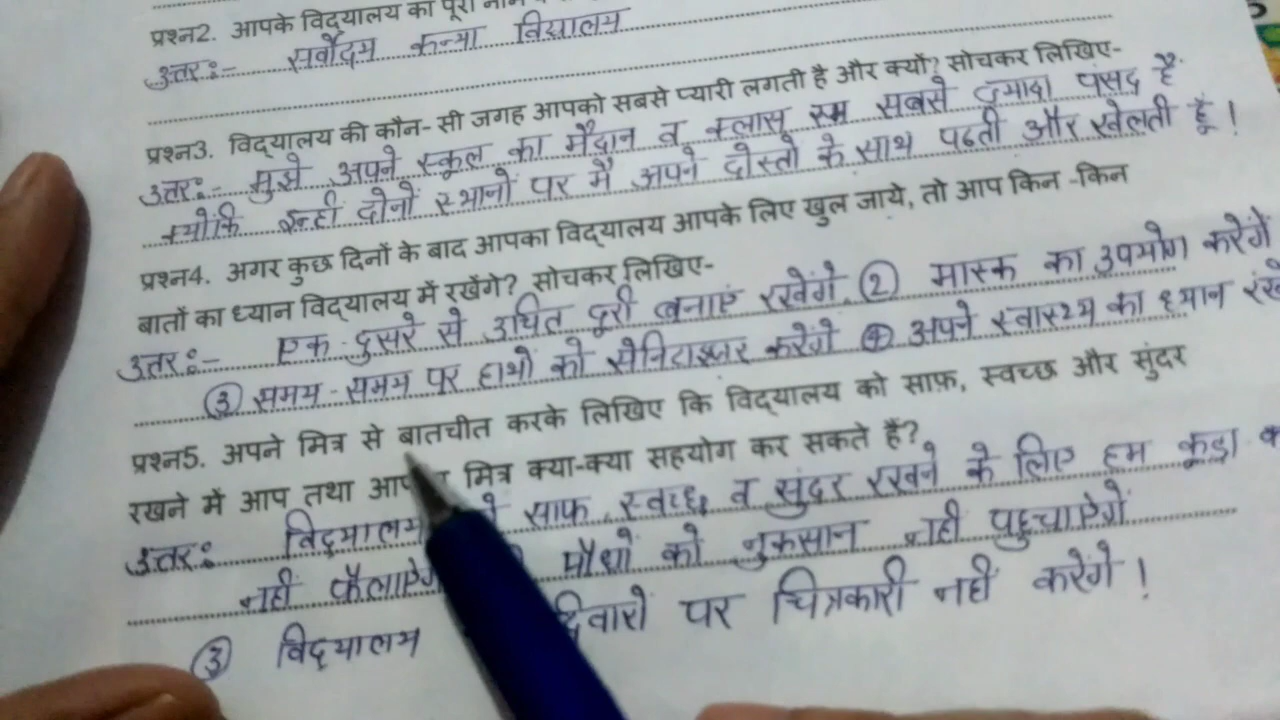 प्रश्न2. आपके विद्यालय का पूरा
उत्तरः- सर्वोदय कन्या विद्यालय
प्रश्न3. विद्यालय की कौन- सी जगह आपको सबसे प्यारी लगती है और क्यों? सोचकर लिखिए-
उत्तरः- मुझे अपने स्कूल का मैदान व क्लास रूम सबसे ज्यादा पसंद है
क्योकि इन्ही दोनों स्थानों पर मैं अपने दोस्तो के साथ पढती और खेलती हूँ !
प्रश्न4. अगर कुछ दिनों के बाद आपका विद्यालय आपके लिए खुल जाये, तो आप किन -किन
बातों का ध्यान विद्यालय में रखेंगे? सोचकर लिखिए-
उत्तरः- एक-दुसरे से उचित दूरी बनाएं रखेंगे ② मास्क का उपयोग करेंगें
③ समय-समय पर हाथो को सेनिटाइजर करेंगे ④ अपने स्वास्थ्य का ध्यान
प्रश्न5. अपने मित्र से बातचीत करके लिखिए कि विद्यालय को साफ़, स्वच्छ और सुंदर
रखने में आप तथा मित्र क्या-क्या सहयोग कर सकते हैं?
उत्तरः विद्यालय साफ, स्वच्छ व सुंदर रखने के लिए हम कूड़ा
नहीं पौधों को नुकसान नही पहुचाऐगें
③ विद्यालय दिवारों पर चित्रकारी नहीं करेंगे !